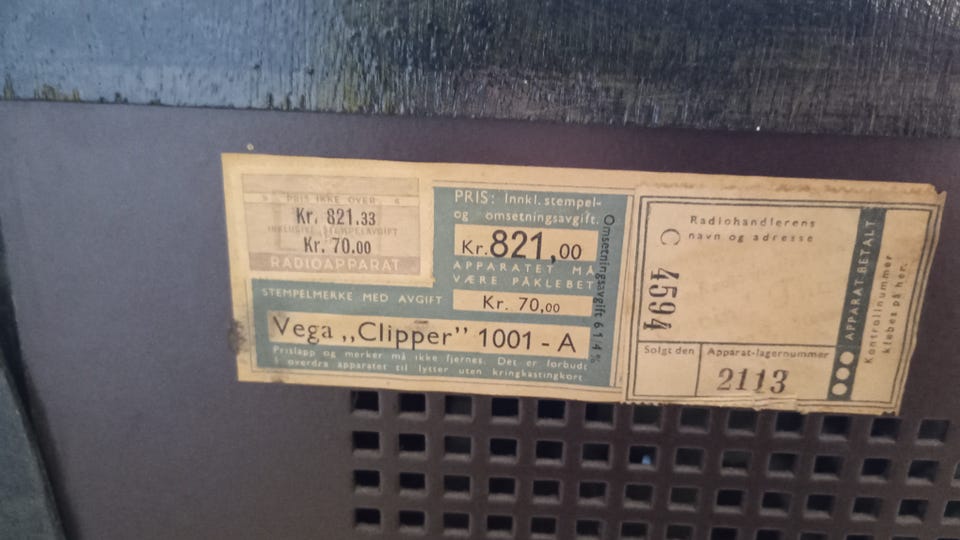 PRIS IKKE OVER
Kr. 821.33
INKLUSIVE STEMPELAVGIFT
Kr. 70.00
RADIOAPPARAT
STEMPELMERKE MED AVGIFT
PRIS: Innkl. stempel-
og omsetningsavgift.
Kr. 821,00
APPARATET MÅ
VÆRE PÅKLEBET
Kr. 70,00
Omsetningsavgift 6 1/4 %
Vega „Clipper" 1001 - A
Prislapp og merker må ikke fjernes. Det er forbudt
å overdra apparatet til lytter uten kringkastingkort
Radiohandlerens
navn og adresse
C 4594
Solgt den
Apparat-lagernummer
2113
APPARAT BETALT
Kontrollnummer
klebes på her.